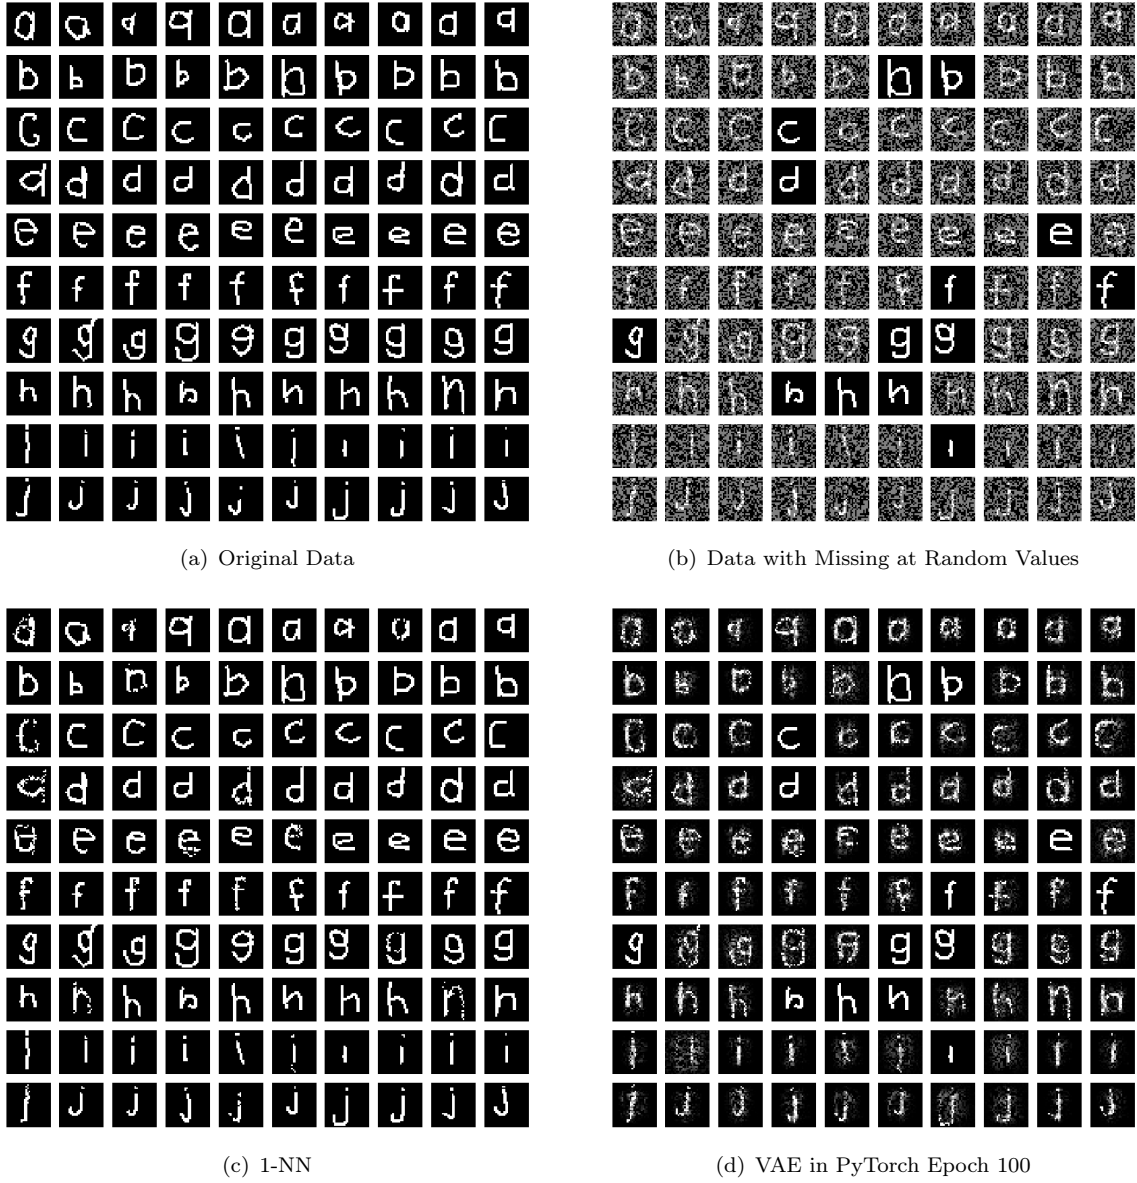 a a a a a a a a a a
b b b b b b b b b b
c c c c c c c c c c
d d d d d d d d d d
e e e e e e e e e e
f f f f f f f f f f
g g g g g g g g g g
h h h h h h h h h h
i i i i i i i i i i
j j j j j j j j j j
(a) Original Data
a a a a a a a a a a
b b b b b b b b b b
c c c c c c c c c c
d d d d d d d d d d
e e e e e e e e e e
f f f f f f f f f f
g g g g g g g g g g
h h h h h h h h h h
i i i i i i i i i i
j j j j j j j j j j
(b) Data with Missing at Random Values
a a a a a a a a a a
b b b b b b b b b b
c c c c c c c c c c
d d d d d d d d d d
e e e e e e e e e e
f f f f f f f f f f
g g g g g g g g g g
h h h h h h h h h h
i i i i i i i i i i
j j j j j j j j j j
(c) 1-NN
a a a a a a a a a a
b b b b b b b b b b
c c c c c c c c c c
d d d d d d d d d d
e e e e e e e e e e
f f f f f f f f f f
g g g g g g g g g g
h h h h h h h h h h
i i i i i i i i i i
j j j j j j j j j j
(d) VAE in PyTorch Epoch 100